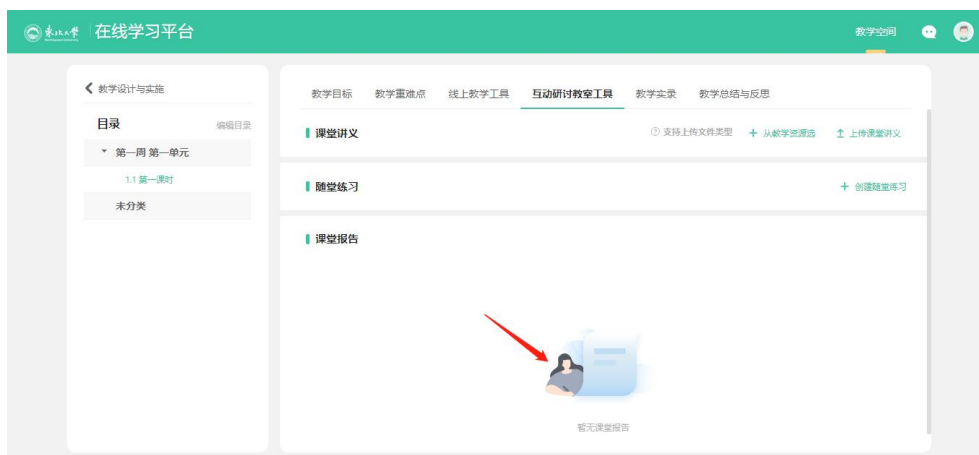 东北大学 在线学习平台
教学空间
教学设计与实施
目录 编辑目录
第一周 第一单元
1.1 第一课时
未分类
教学目标 教学重难点 线上教学工具 互动研讨教室工具 教学实录 教学总结与反思
课堂讲义 ? 支持上传文件类型 + 从教学资源选 上传课堂讲义
随堂练习 + 创建随堂练习
课堂报告
暂无课堂报告